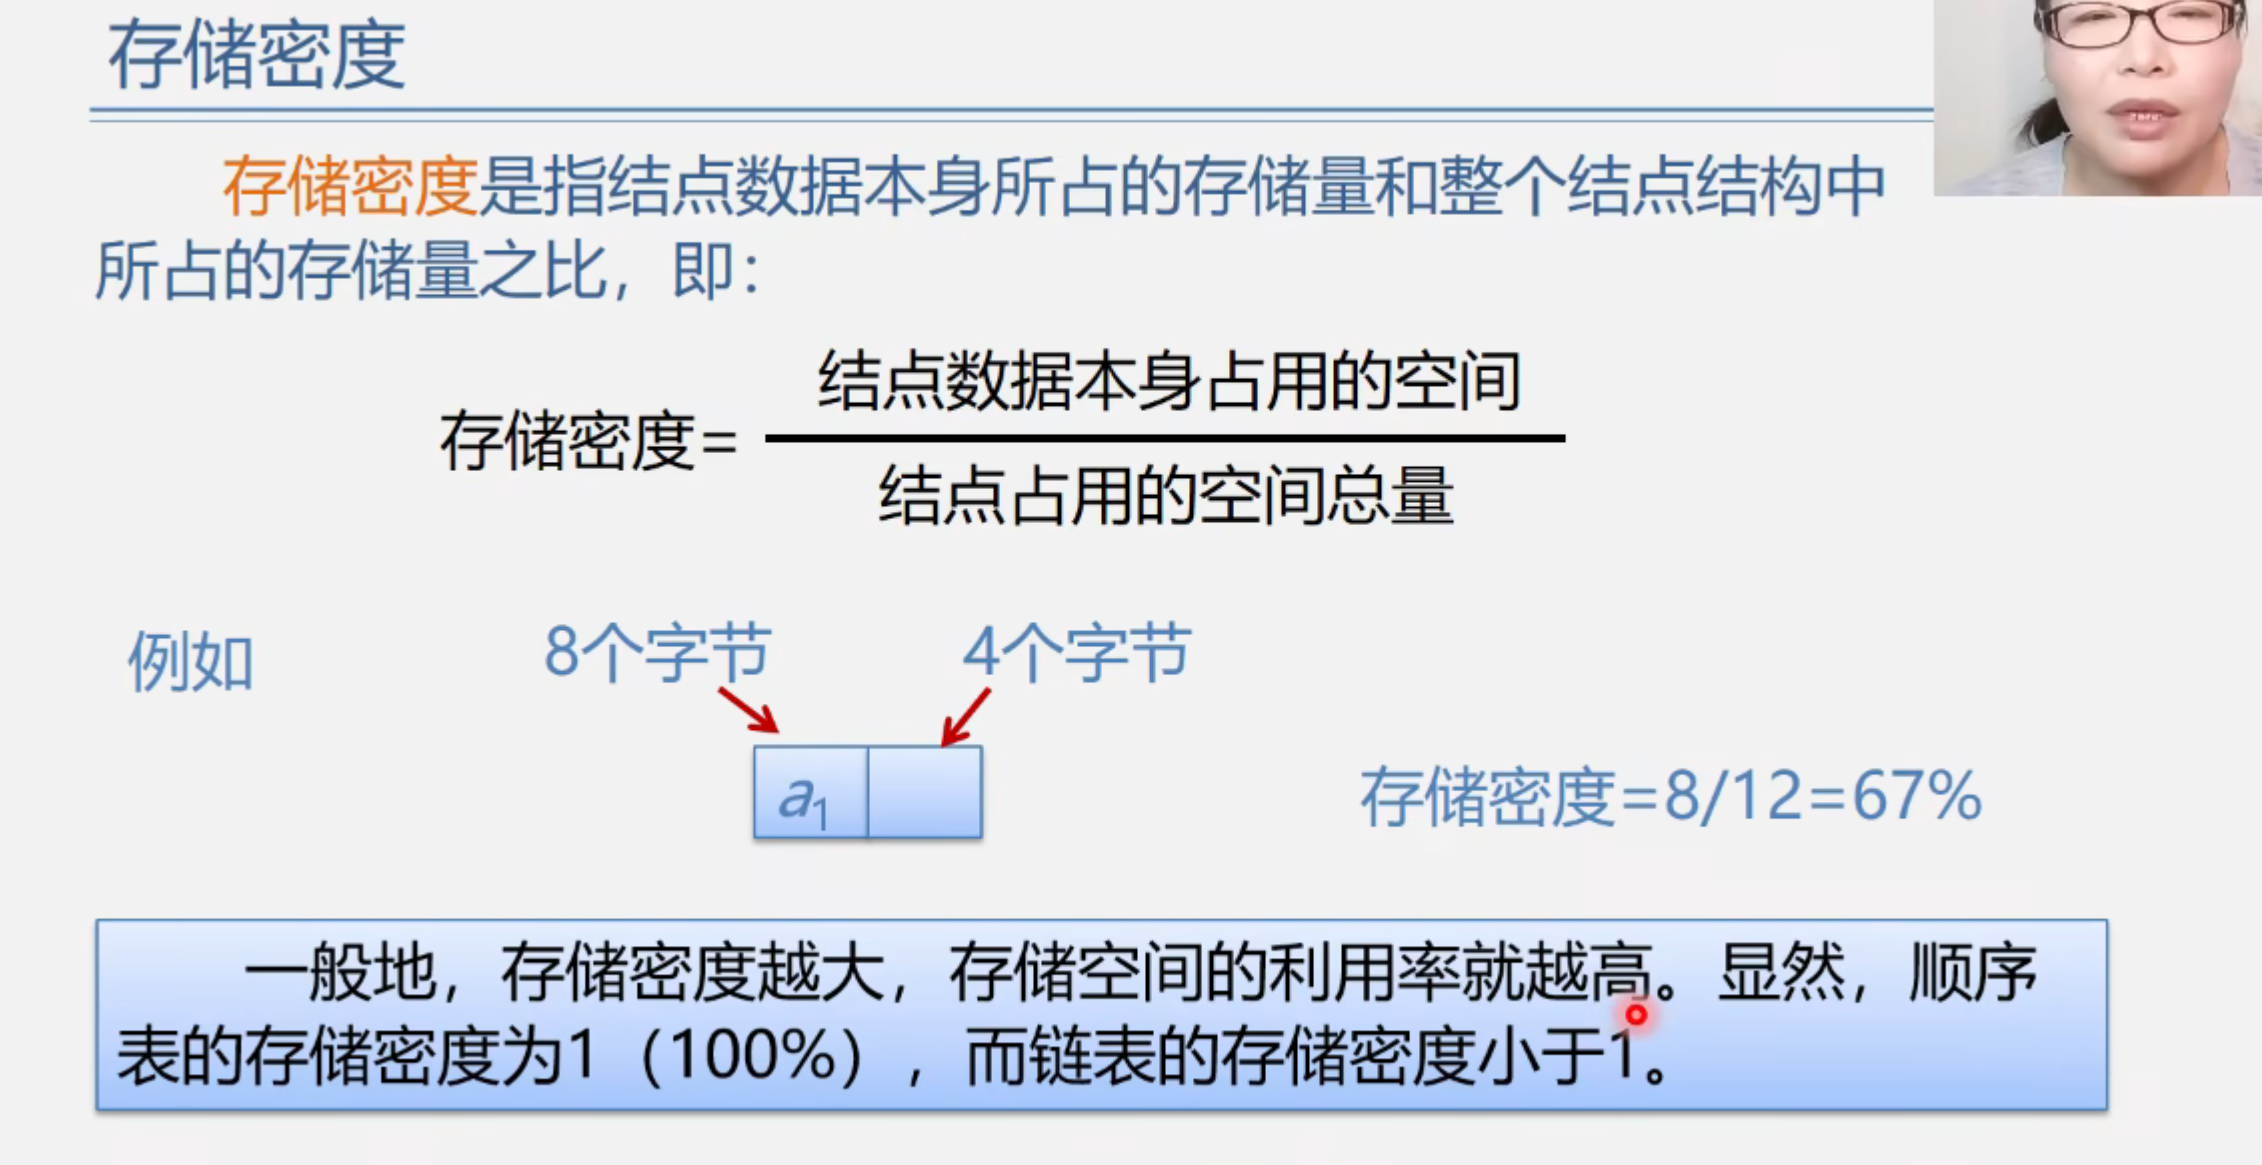 存储密度
存储密度是指结点数据本身所占的存储量和整个结点结构中
所占的存储量之比，即：
结点数据本身占用的空间
存储密度=
结点占用的空间总量
例如
8个字节
4个字节
a1
存储密度=8/12=67%
一般地，存储密度越大，存储空间的利用率就越高。显然，顺序
表的存储密度为1（100%），而链表的存储密度小于1。